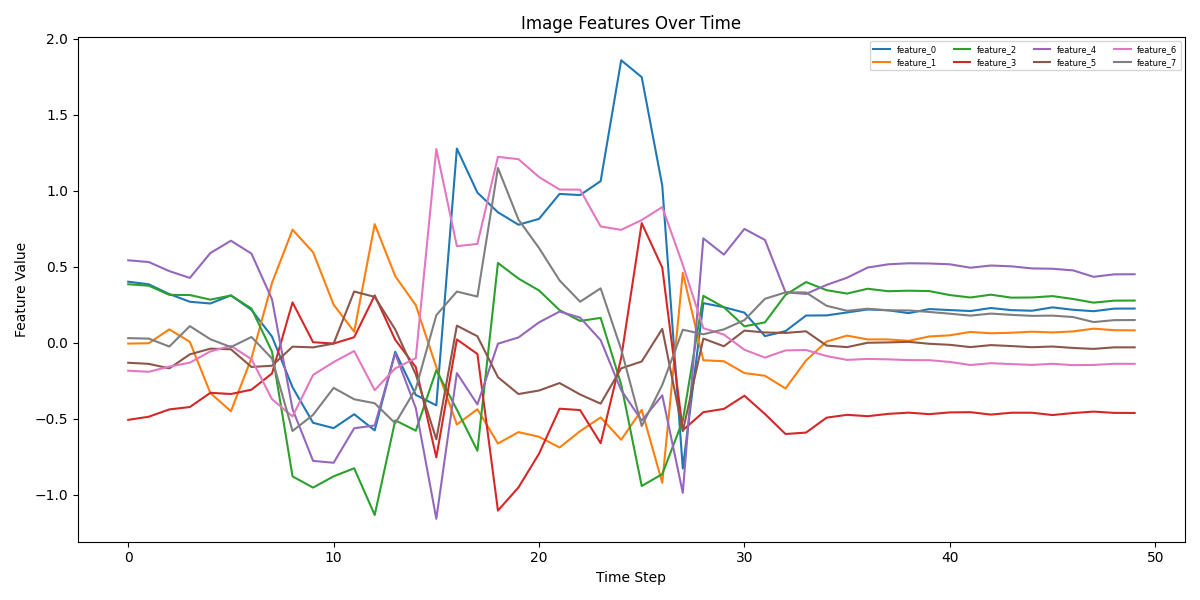 Image Features Over Time
2.0
1.5
1.0
0.5
0.0
−0.5
−1.0
Feature Value
feature_0 feature_2 feature_4 feature_6
feature_1 feature_3 feature_5 feature_7
0 10 20 30 40 50
Time Step